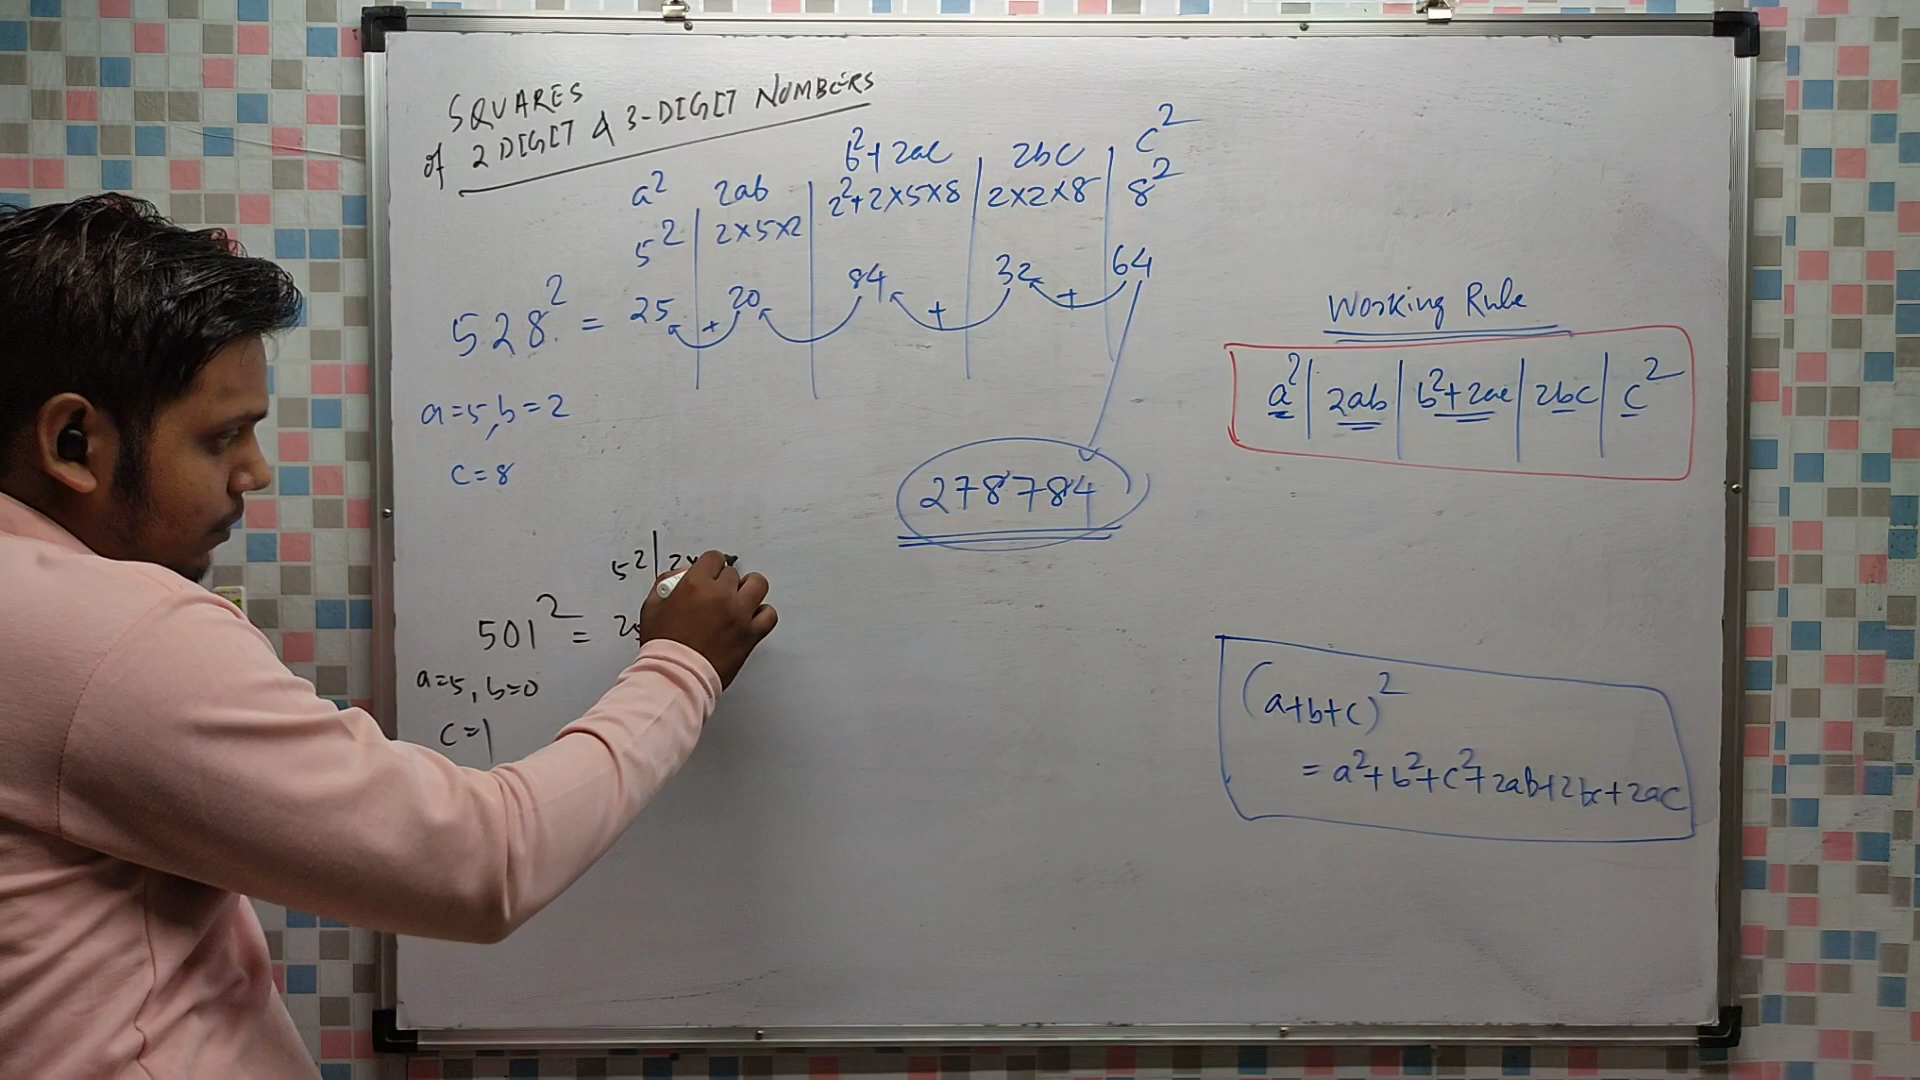 SQUARES
of 2 DIGIT & 3-DIGIT NUMBERS
a² 2ab b²+2ac 2bc c²
5² | 2×5×2 | 2²+2×5×8 | 2×2×8 | 8²
528² = 25 + 20 84 + 32 + 64
a=5, b=2
c=8
278784
Working Rule
a² | 2ab | b²+2ac | 2bc | c²
5² | 2×
501² = 25
a=5, b=0
c=1
(a+b+c)²
= a²+b²+c²+2ab+2bc+2ac